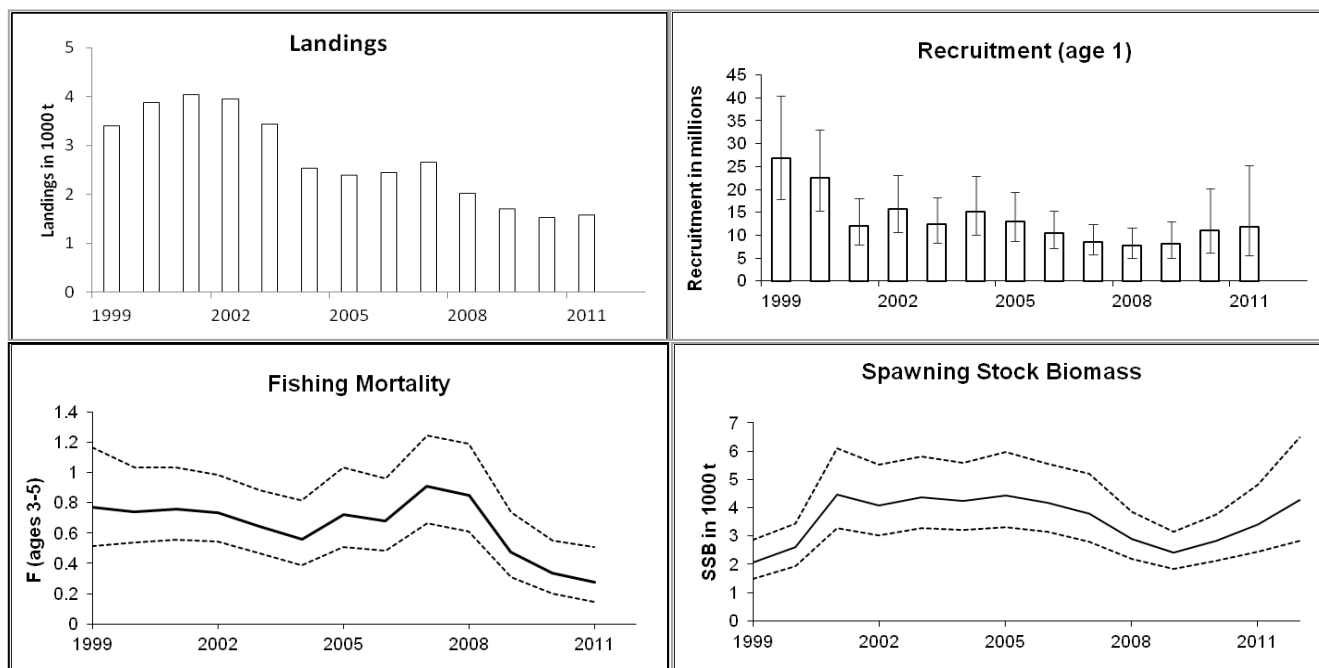 Landings
Landings in 1000 t
5
4
3
2
1
0
1999 2002 2005 2008 2011
Recruitment (age 1)
Recruitment in millions
45
40
35
30
25
20
15
10
5
0
1999 2002 2005 2008 2011
Fishing Mortality
F (ages 3-5)
1.4
1.2
1
0.8
0.6
0.4
0.2
0
1999 2002 2005 2008 2011
Spawning Stock Biomass
SSB in 1000 t
7
6
5
4
3
2
1
0
1999 2002 2005 2008 2011